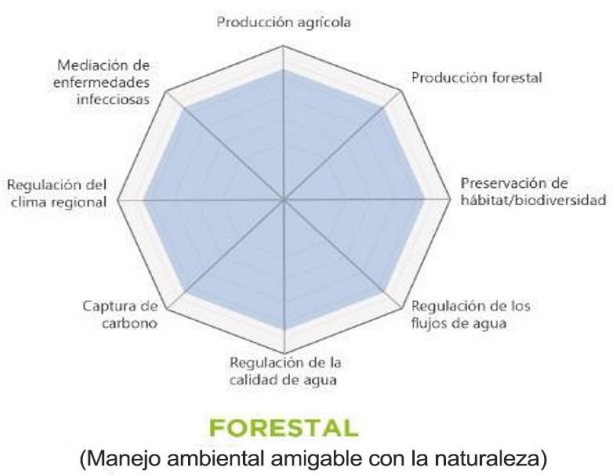 Producción agrícola
Mediación de
enfermedades
infecciosas
Producción forestal
Regulación del
clima regional
Preservación de
hábitat/biodiversidad
Captura de
carbono
Regulación de los
flujos de agua
Regulación de la
calidad de agua
FORESTAL
(Manejo ambiental amigable con la naturaleza)